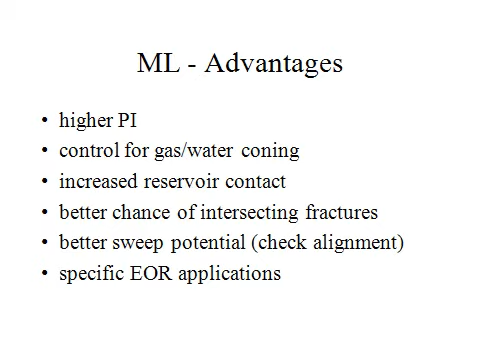 ML - Advantages
• higher PI
• control for gas/water coning
• increased reservoir contact
• better chance of intersecting fractures
• better sweep potential (check alignment)
• specific EOR applications